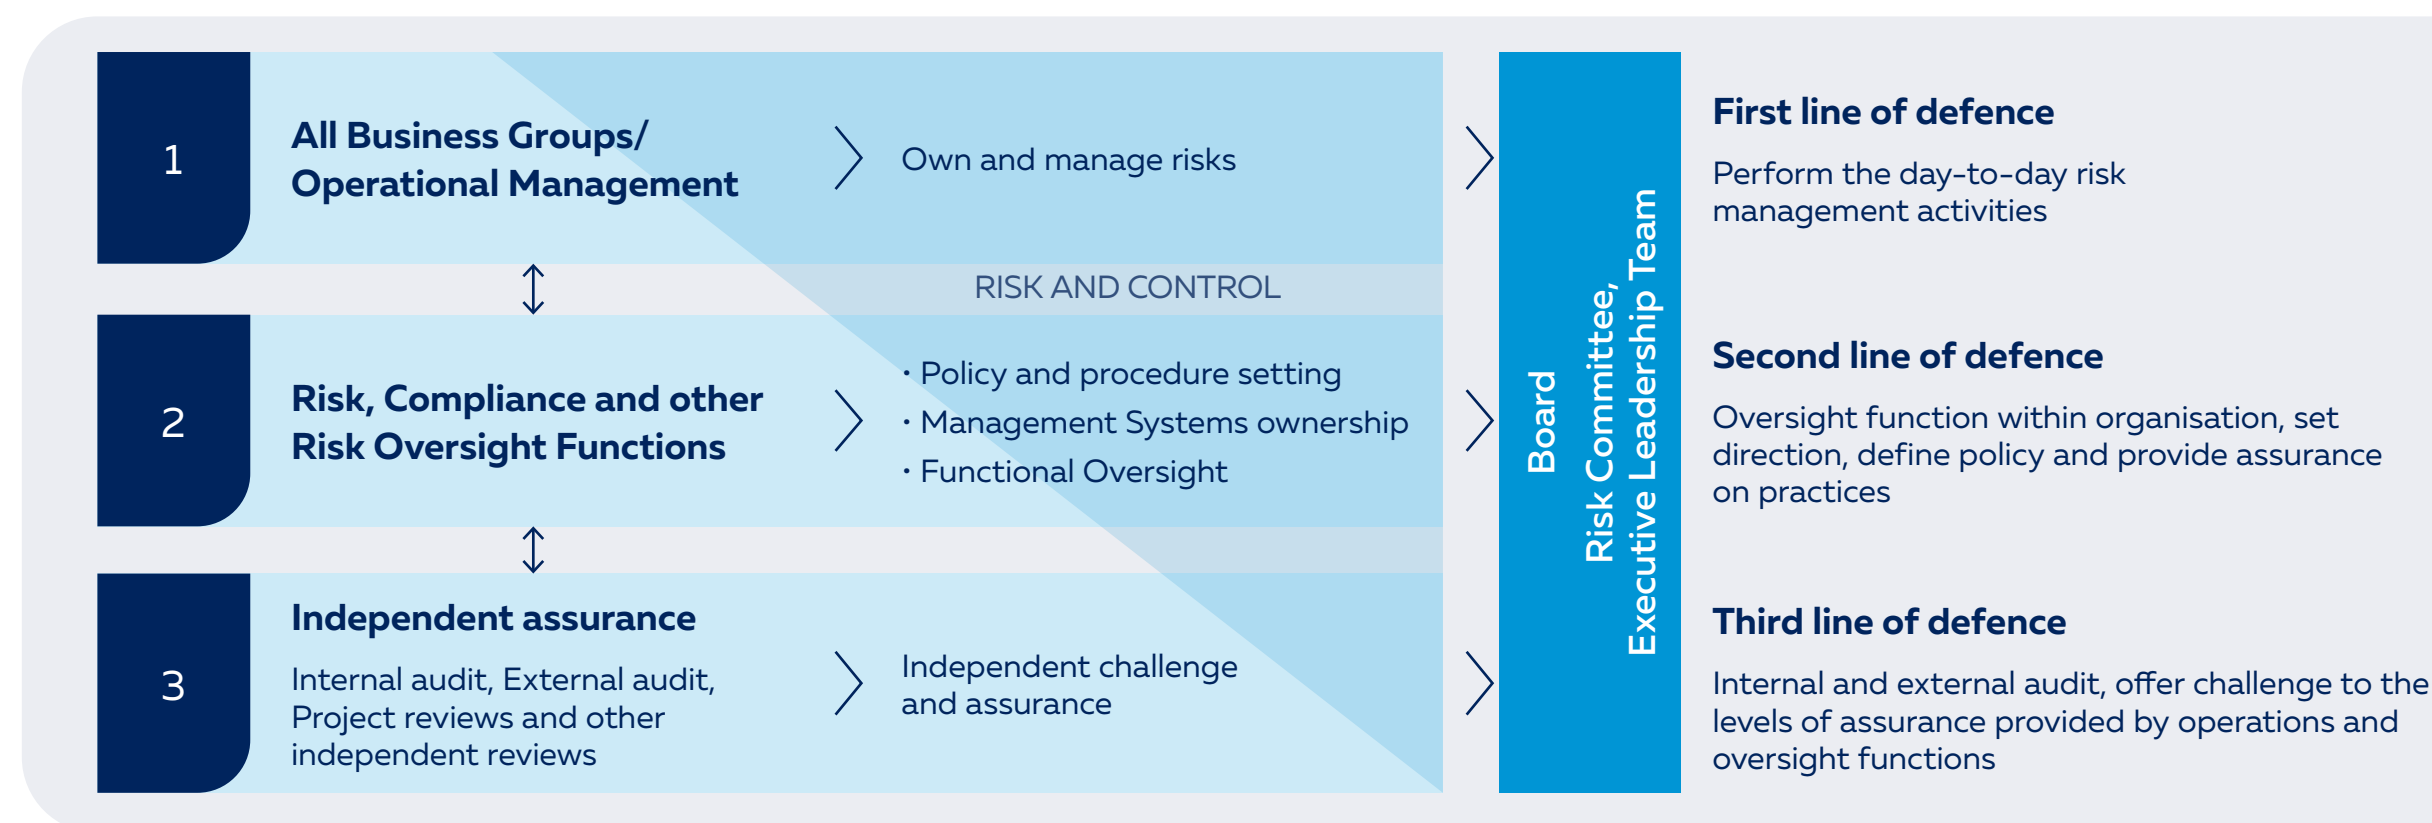 1
All Business Groups/
Operational Management
Own and manage risks
RISK AND CONTROL
2
Risk, Compliance and other
Risk Oversight Functions
· Policy and procedure setting
· Management Systems ownership
· Functional Oversight
3
Independent assurance
Internal audit, External audit,
Project reviews and other
independent reviews
Independent challenge
and assurance
Board
Risk Committee,
Executive Leadership Team
First line of defence
Perform the day-to-day risk
management activities
Second line of defence
Oversight function within organisation, set
direction, define policy and provide assurance
on practices
Third line of defence
Internal and external audit, offer challenge to the
levels of assurance provided by operations and
oversight functions